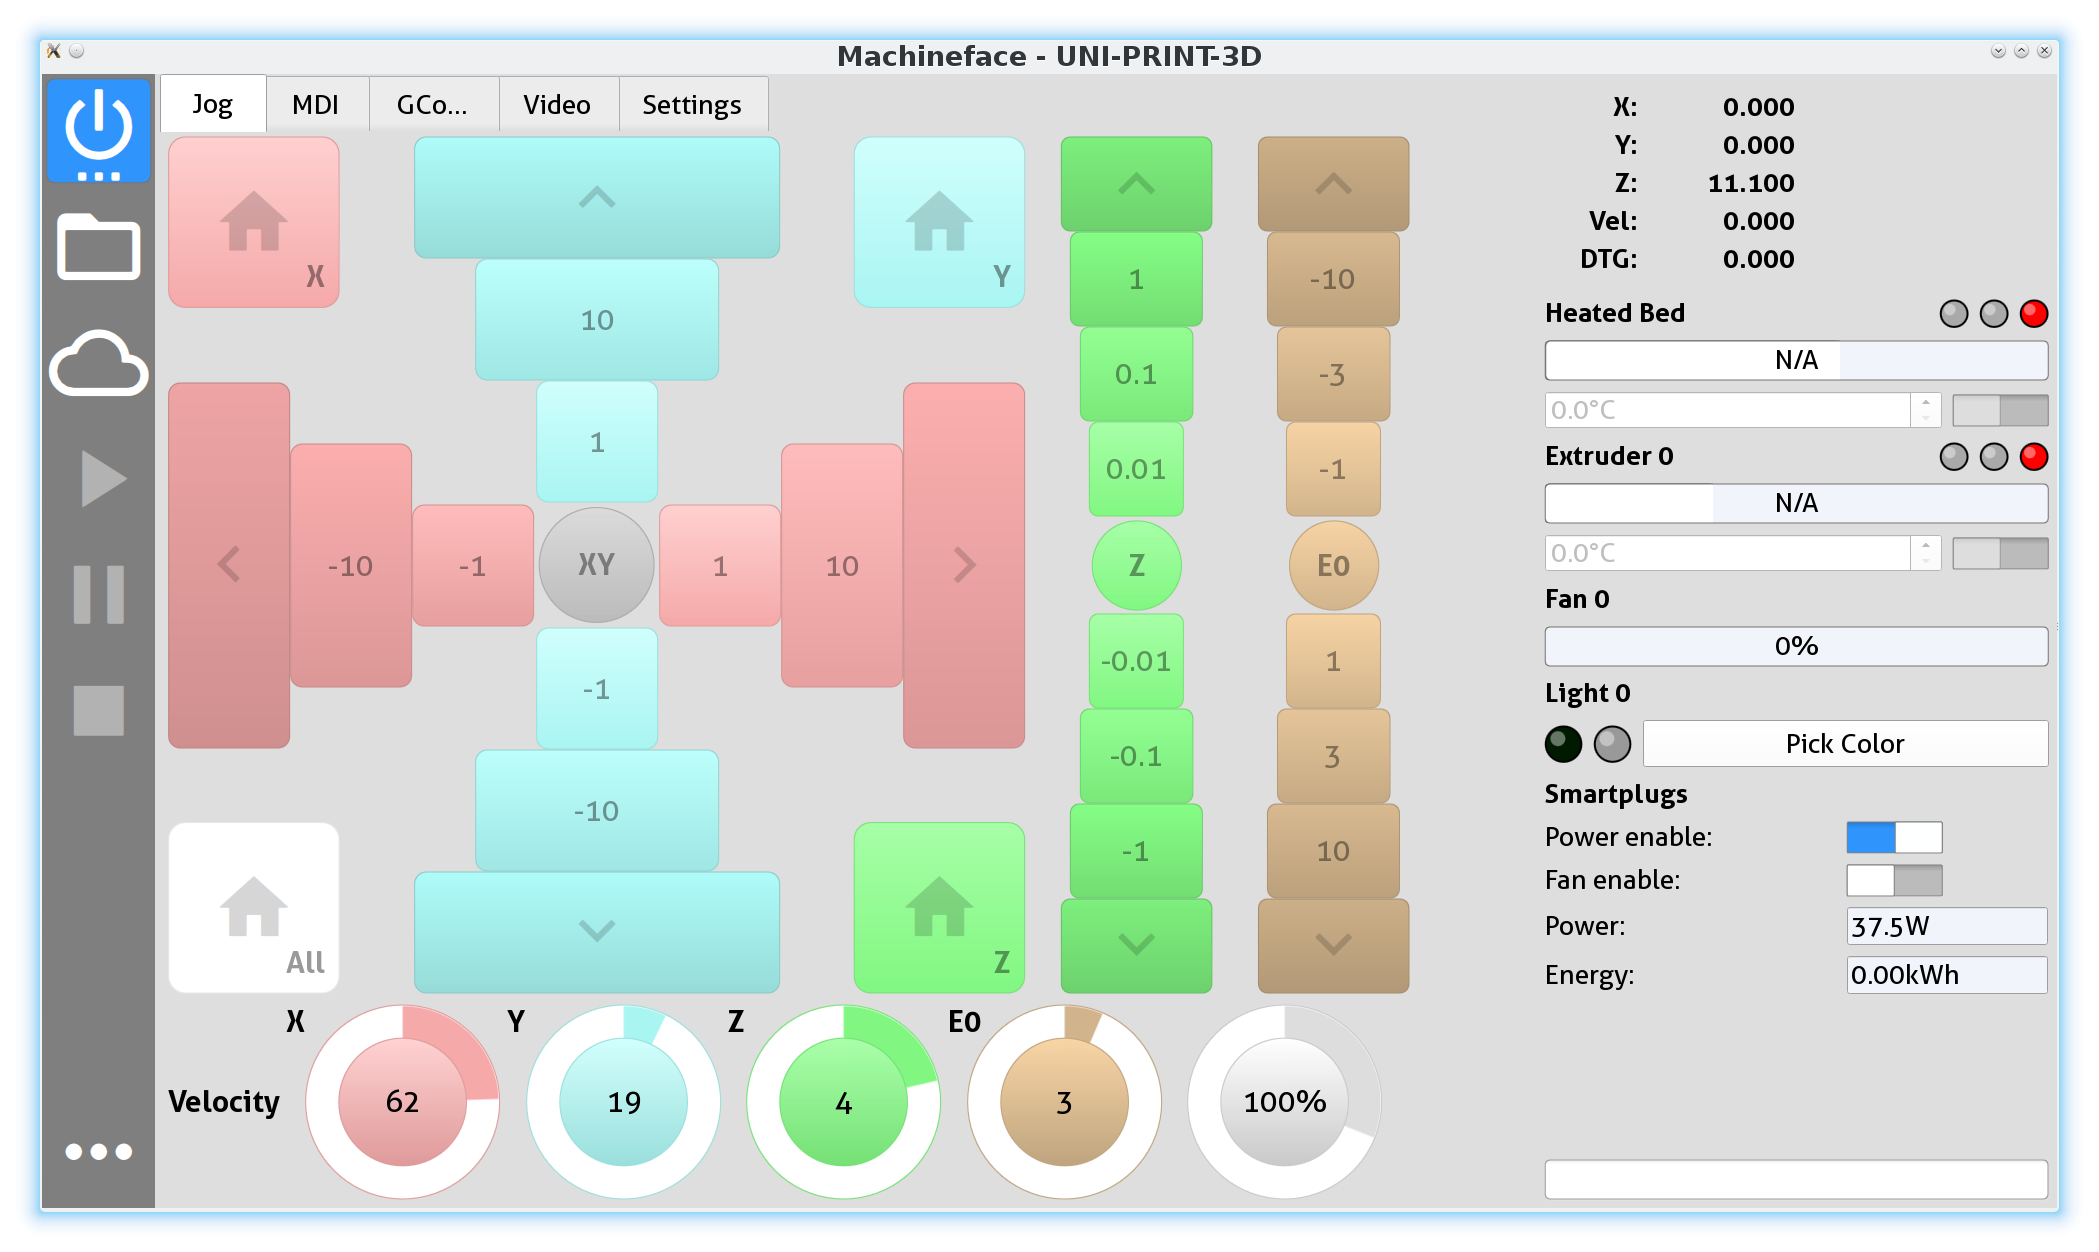 Machineface - UNI-PRINT-3D
Jog
MDI
GCo...
Video
Settings
X
Y
10
1
-10
-1
XY
1
10
-1
-10
All
Z
1
0.1
0.01
Z
-0.01
-0.1
-1
-10
-3
-1
E0
1
3
10
Velocity
X
62
Y
19
Z
4
E0
3
100%
X: 0.000
Y: 0.000
Z: 11.100
Vel: 0.000
DTG: 0.000
Heated Bed
N/A
0.0°C
Extruder 0
N/A
0.0°C
Fan 0
0%
Light 0
Pick Color
Smartplugs
Power enable:
Fan enable:
Power: 37.5W
Energy: 0.00kWh